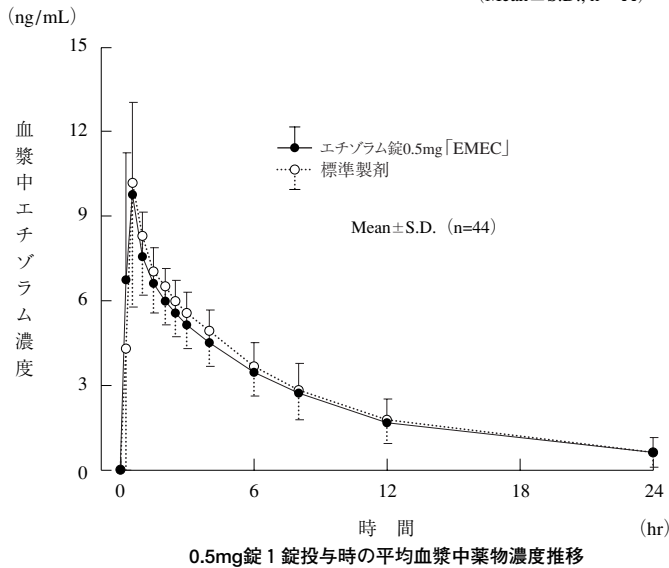 (ng/mL)
15
12
9
6
3
0
血漿中エチゾラム濃度
エチゾラム錠0.5mg「EMEC」
標準製剤
Mean±S.D. (n=44)
0 6 12 18 24
時 間 (hr)
0.5mg錠1錠投与時の平均血漿中薬物濃度推移